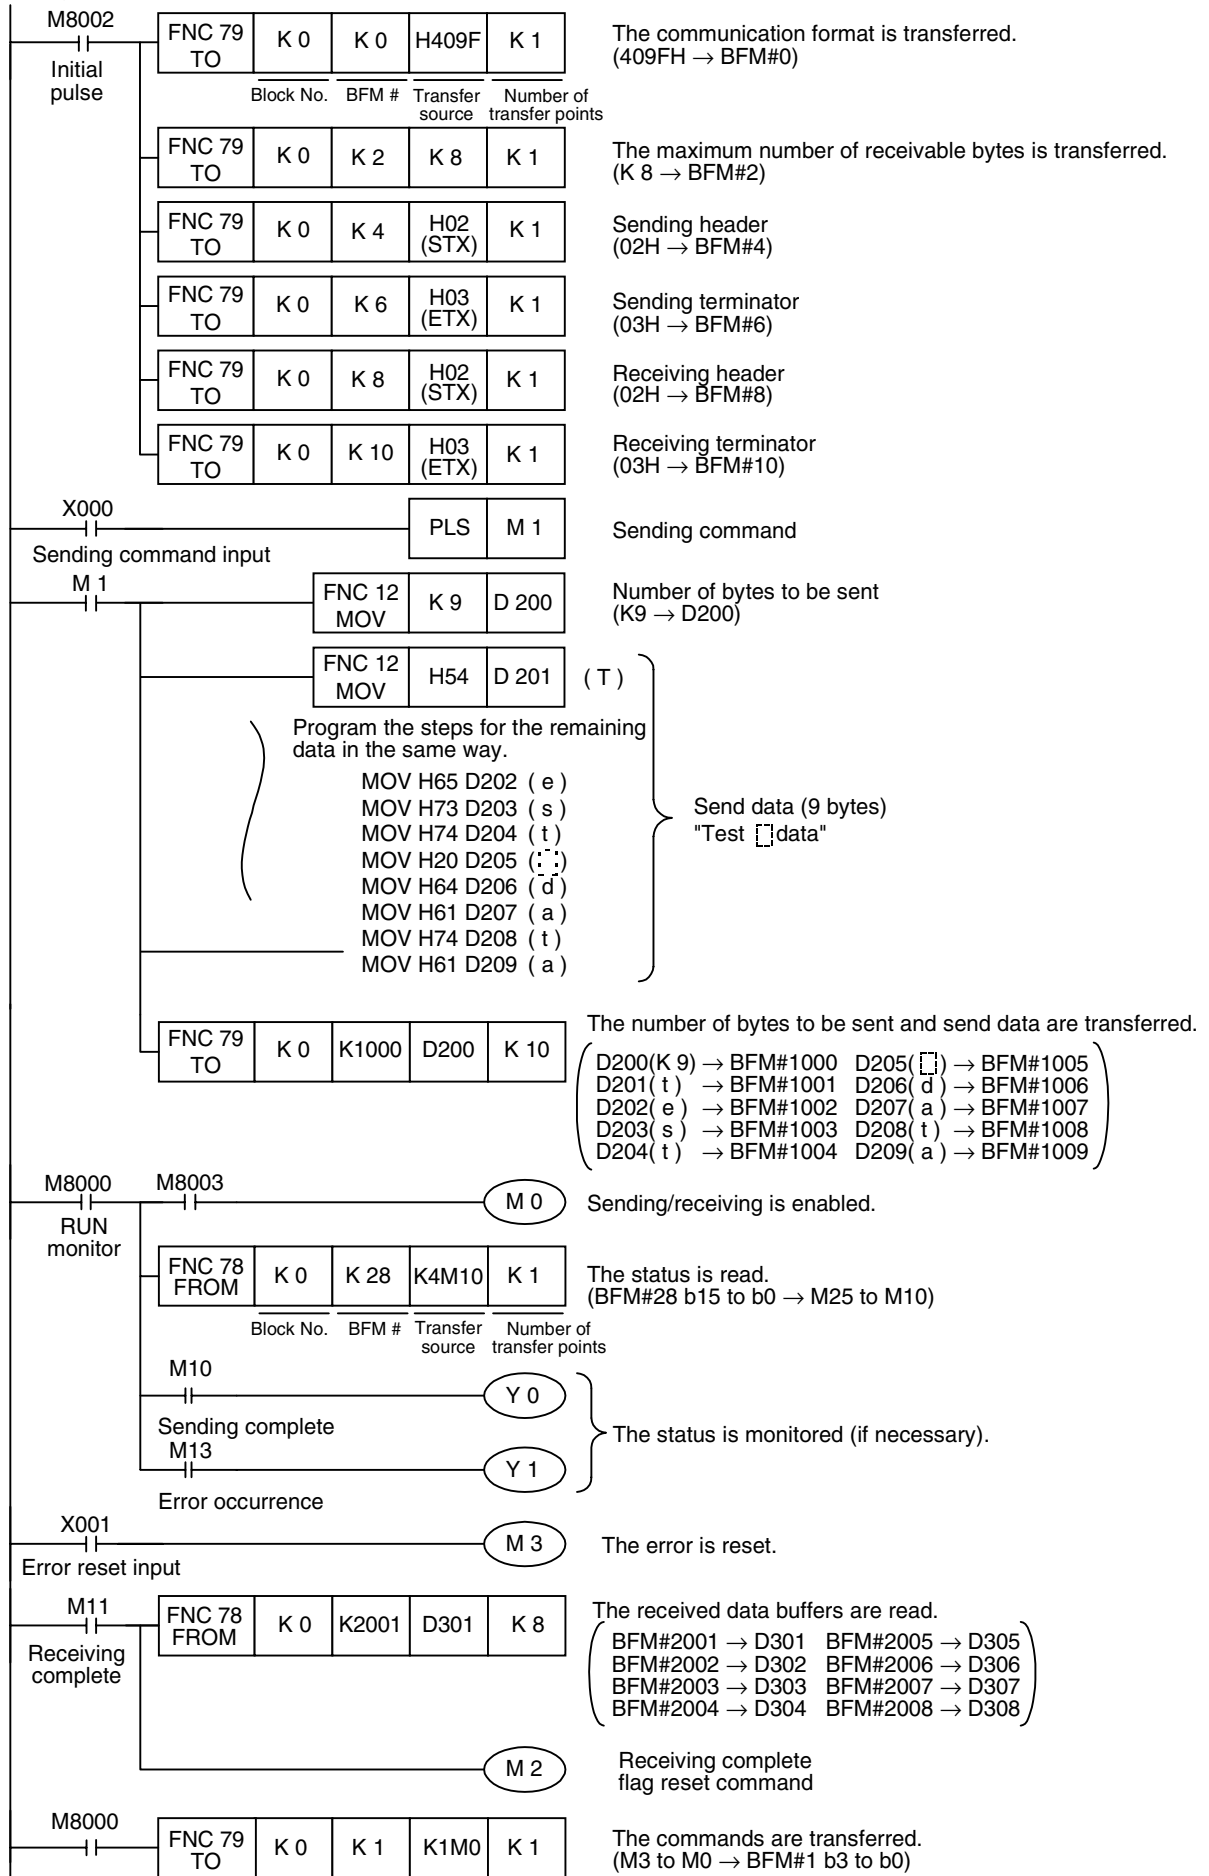 M8002
Initial
pulse
FNC 79
TO
K 0
K 0
H409F
K 1
The communication format is transferred.
(409FH → BFM#0)
Block No.
BFM #
Transfer
source
Number of
transfer points
FNC 79
TO
K 0
K 2
K 8
K 1
The maximum number of receivable bytes is transferred.
(K 8 → BFM#2)
FNC 79
TO
K 0
K 4
H02
(STX)
K 1
Sending header
(02H → BFM#4)
FNC 79
TO
K 0
K 6
H03
(ETX)
K 1
Sending terminator
(03H → BFM#6)
FNC 79
TO
K 0
K 8
H02
(STX)
K 1
Receiving header
(02H → BFM#8)
FNC 79
TO
K 0
K 10
H03
(ETX)
K 1
Receiving terminator
(03H → BFM#10)
X000
Sending command input
PLS
M 1
Sending command
M 1
FNC 12
MOV
K 9
D 200
Number of bytes to be sent
(K9 → D200)
FNC 12
MOV
H54
D 201
( T )
Program the steps for the remaining
data in the same way.
MOV H65 D202 ( e )
MOV H73 D203 ( s )
MOV H74 D204 ( t )
MOV H20 D205 ( )
MOV H64 D206 ( d )
MOV H61 D207 ( a )
MOV H74 D208 ( t )
MOV H61 D209 ( a )
Send data (9 bytes)
"Test data"
FNC 79
TO
K 0
K1000
D200
K 10
The number of bytes to be sent and send data are transferred.
D200(K 9) → BFM#1000 D205( ) → BFM#1005
D201( t ) → BFM#1001 D206( d ) → BFM#1006
D202( e ) → BFM#1002 D207( a ) → BFM#1007
D203( s ) → BFM#1003 D208( t ) → BFM#1008
D204( t ) → BFM#1004 D209( a ) → BFM#1009
M8000
RUN
monitor
M8003
M 0
Sending/receiving is enabled.
FNC 78
FROM
K 0
K 28
K4M10
K 1
The status is read.
(BFM#28 b15 to b0 → M25 to M10)
Block No.
BFM #
Transfer
source
Number of
transfer points
M10
Sending complete
Y 0
M13
Error occurrence
Y 1
The status is monitored (if necessary).
X001
Error reset input
M 3
The error is reset.
M11
Receiving
complete
FNC 78
FROM
K 0
K2001
D301
K 8
The received data buffers are read.
BFM#2001 → D301 BFM#2005 → D305
BFM#2002 → D302 BFM#2006 → D306
BFM#2003 → D303 BFM#2007 → D307
BFM#2004 → D304 BFM#2008 → D308
M 2
Receiving complete
flag reset command
M8000
FNC 79
TO
K 0
K 1
K1M0
K 1
The commands are transferred.
(M3 to M0 → BFM#1 b3 to b0)